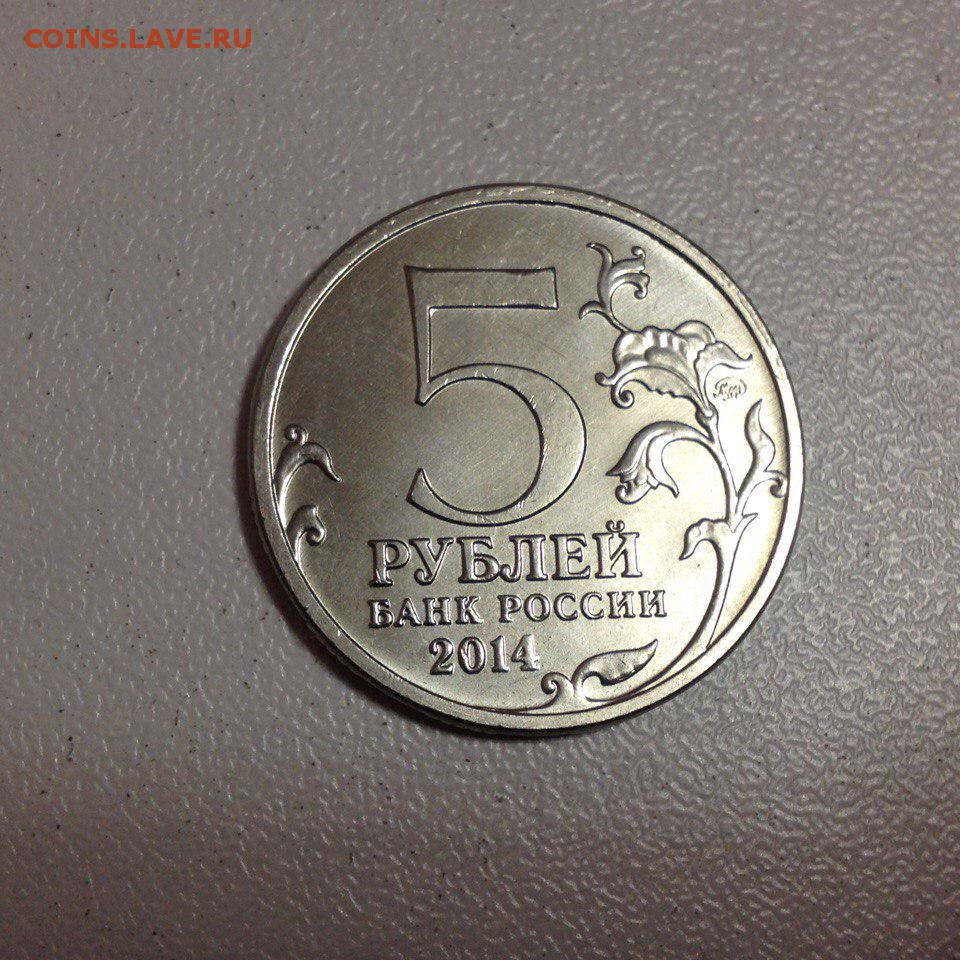 COINS.LAVE.RU
5
РУБЛЕЙ
БАНК РОССИИ
2014